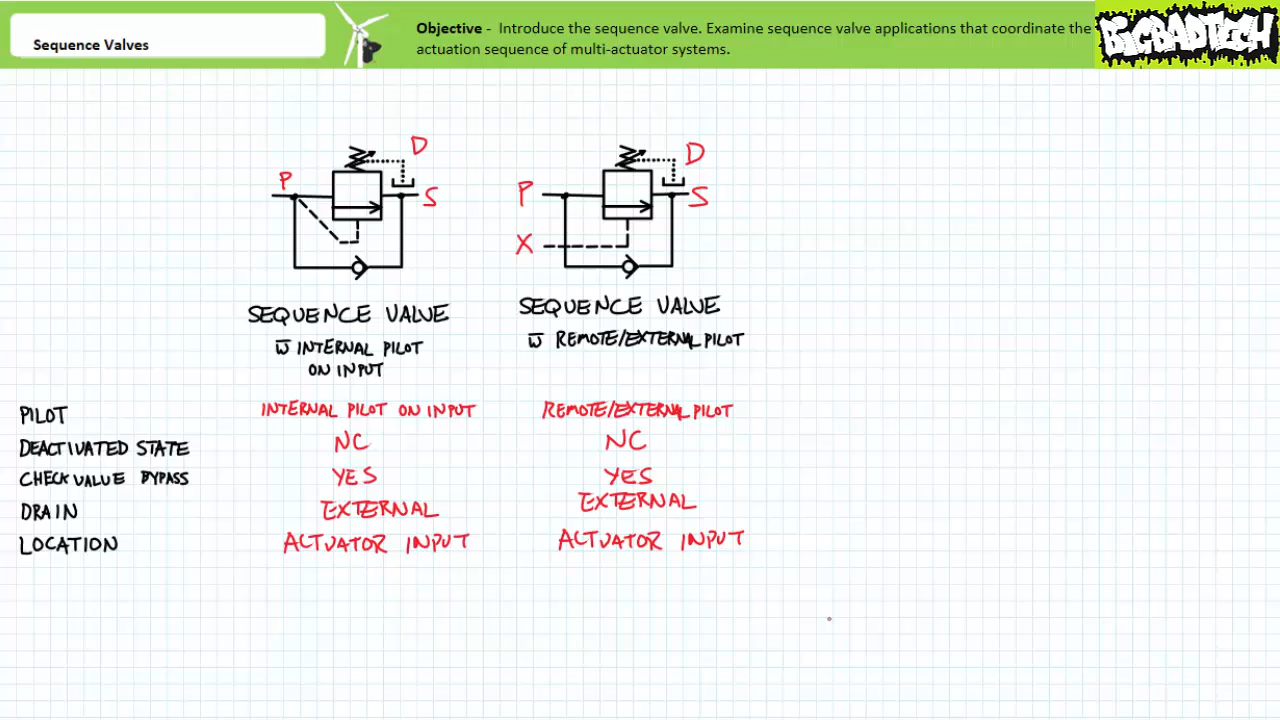 Sequence Valves
Objective - Introduce the sequence valve. Examine sequence valve applications that coordinate the
actuation sequence of multi-actuator systems.
BIGBADTECH
D
P
S
D
P
S
X
SEQUENCE VALVE
W̅ INTERNAL PILOT
ON INPUT
SEQUENCE VALVE
W̅ REMOTE/EXTERNAL PILOT
PILOT INTERNAL PILOT ON INPUT REMOTE/EXTERNAL PILOT
DEACTIVATED STATE NC NC
CHECK VALVE BYPASS YES YES
DRAIN EXTERNAL EXTERNAL
LOCATION ACTUATOR INPUT ACTUATOR INPUT